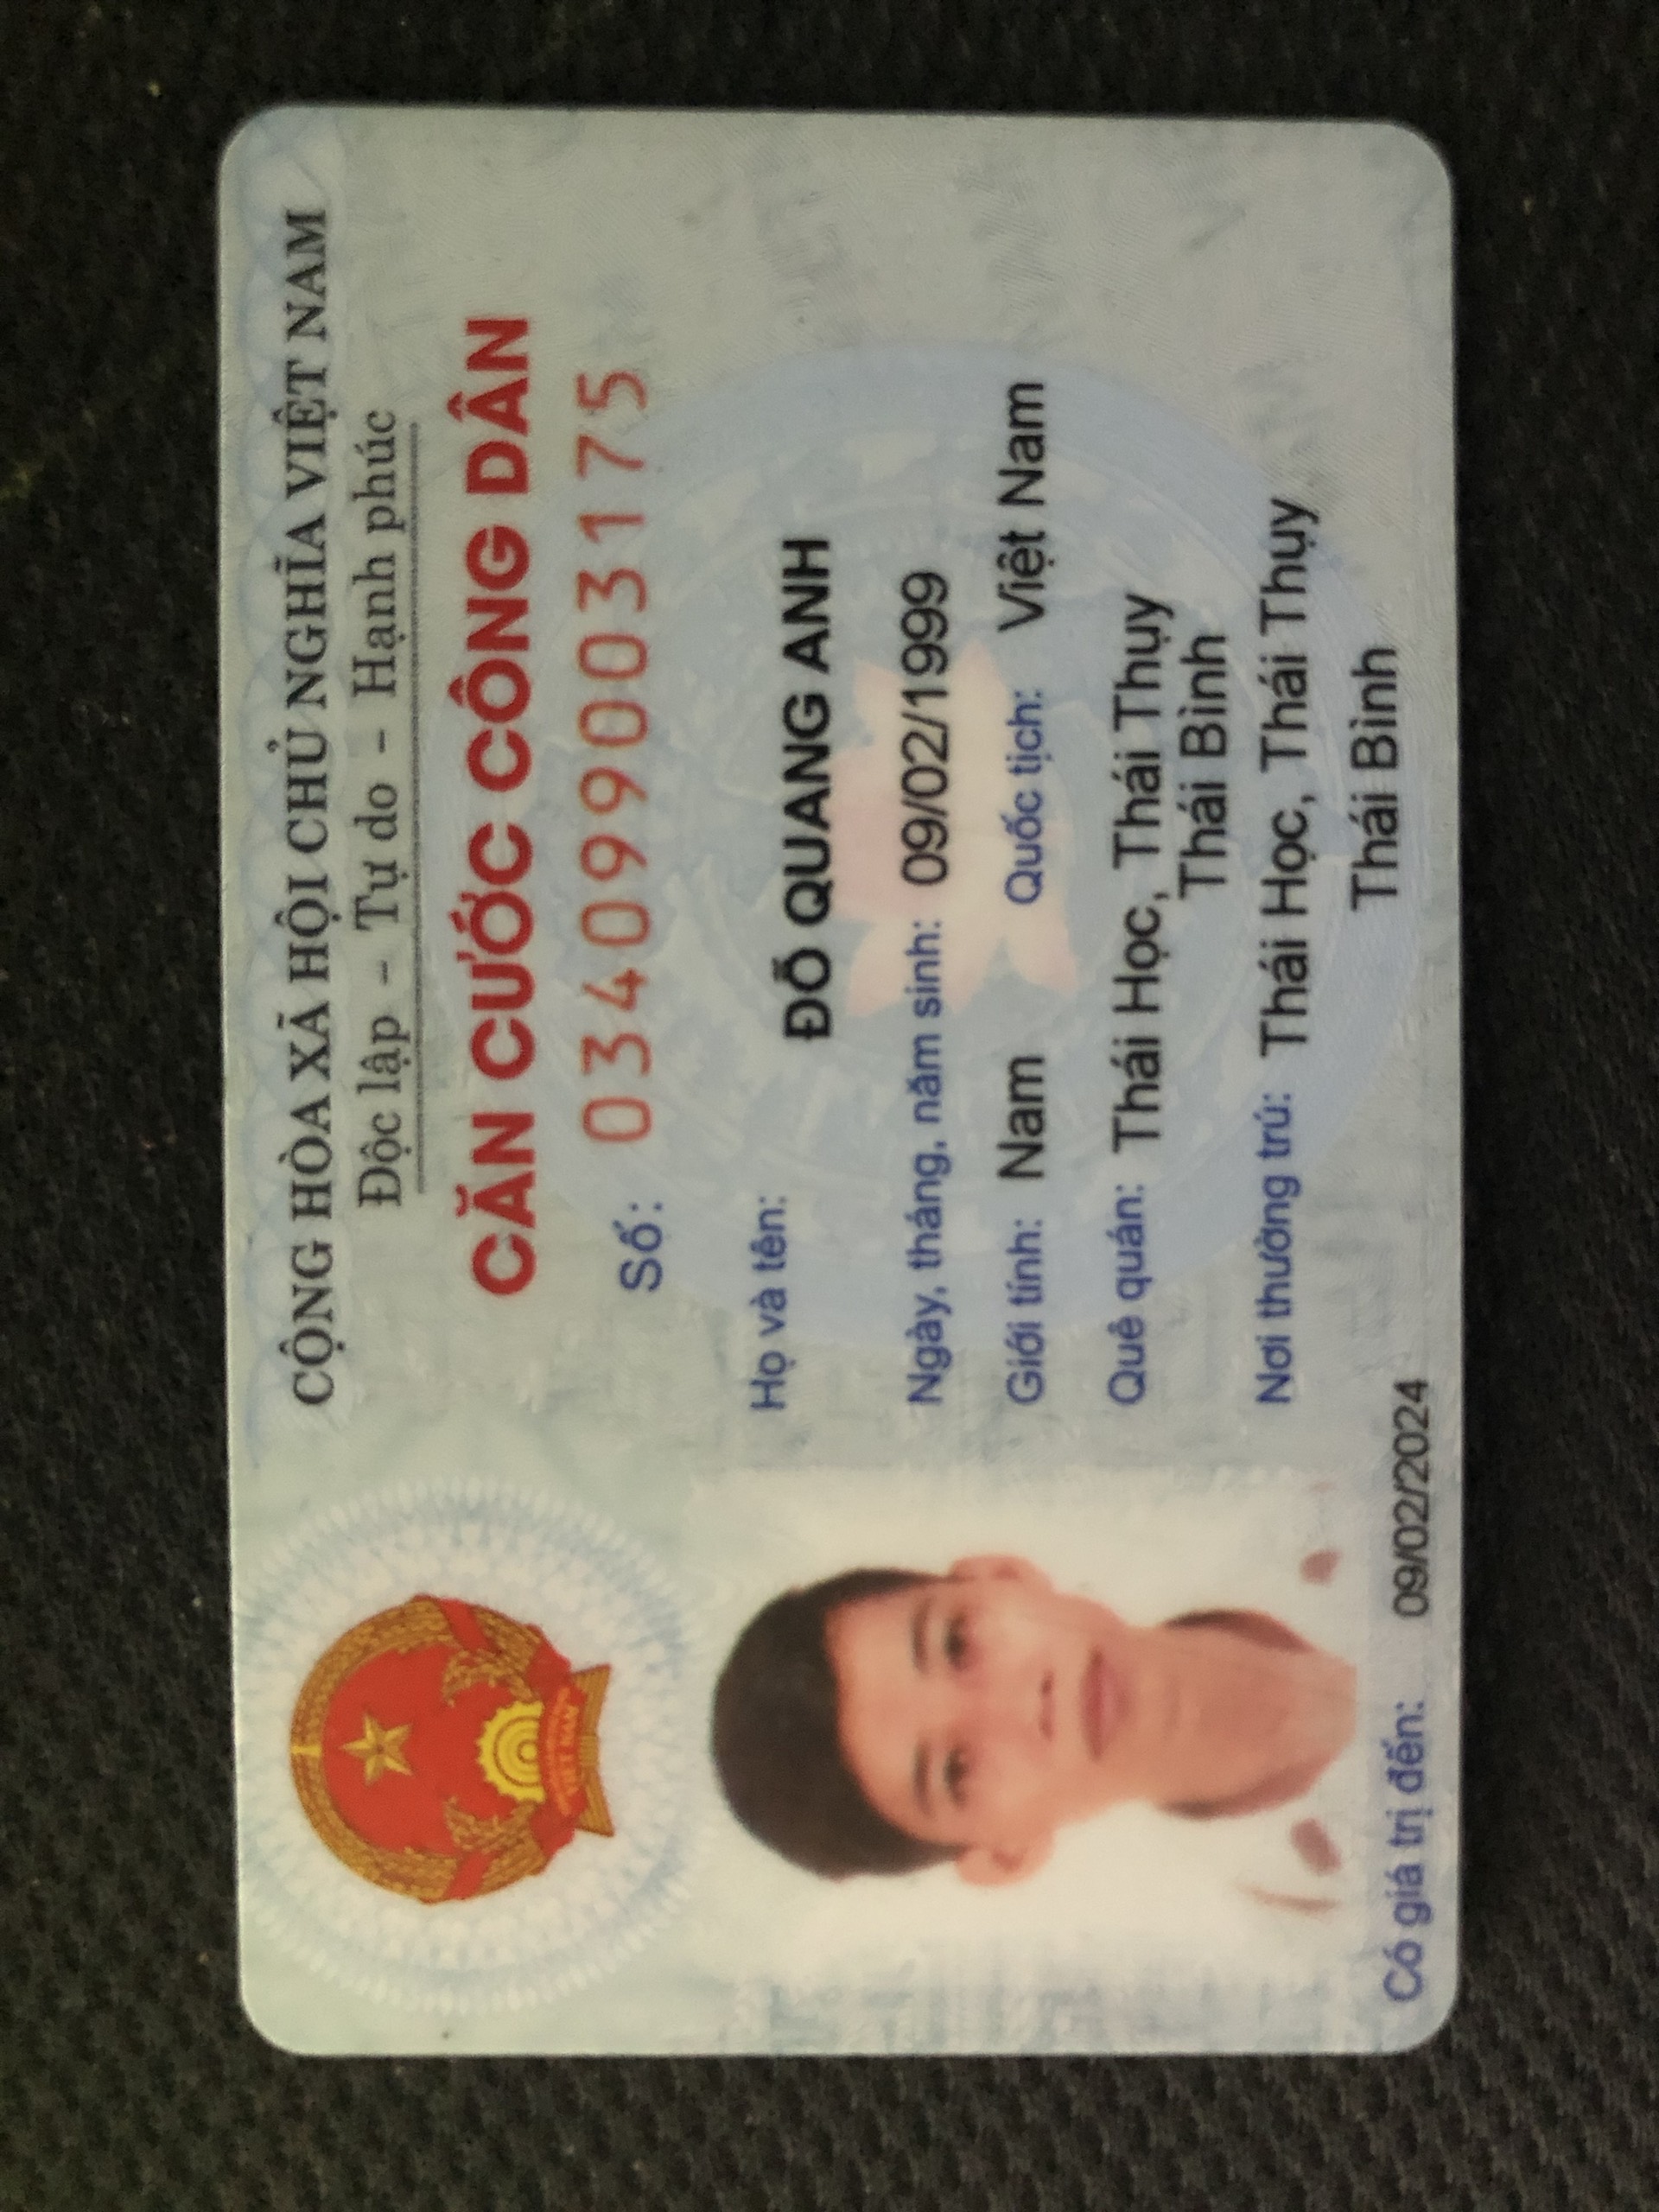 CỘNG HÒA XÃ HỘI CHỦ NGHĨA VIỆT NAM
Độc lập - Tự do - Hạnh phúc
CĂN CƯỚC CÔNG DÂN
Số: 034099003175
Họ và tên:
ĐỖ QUANG ANH
Ngày, tháng, năm sinh: 09/02/1999
Giới tính: Nam Quốc tịch: Việt Nam
Quê quán: Thái Học, Thái Thụy
Thái Bình
Nơi thường trú: Thái Học, Thái Thụy
Thái Bình
Có giá trị đến: 09/02/2024
VIỆT NAM